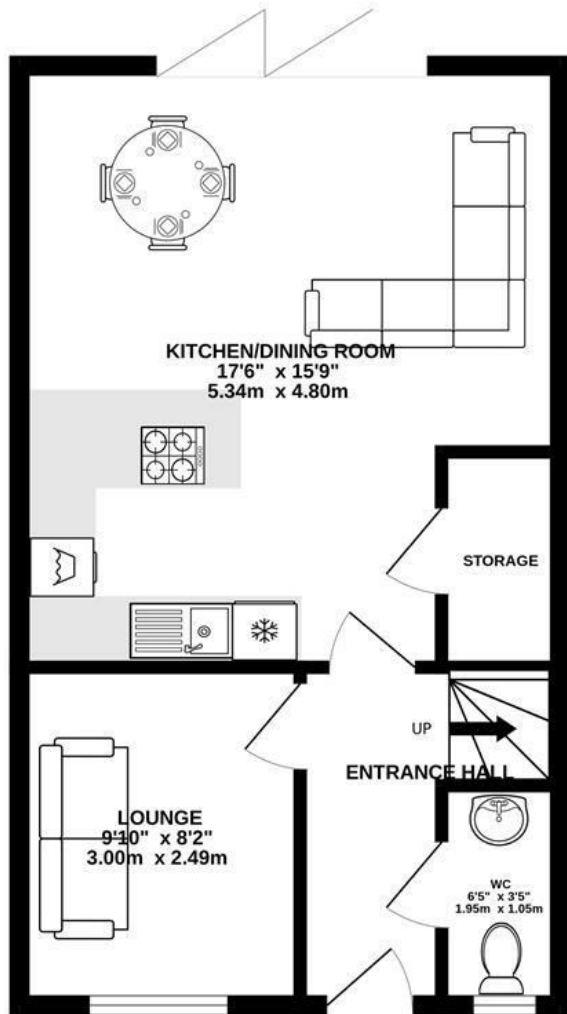 KITCHEN/DINING ROOM
17'6" x 15'9"
5.34m x 4.80m
STORAGE
UP
ENTRANCE HALL
LOUNGE
9'10" x 8'2"
3.00m x 2.49m
WC
6'5" x 3'5"
1.95m x 1.05m